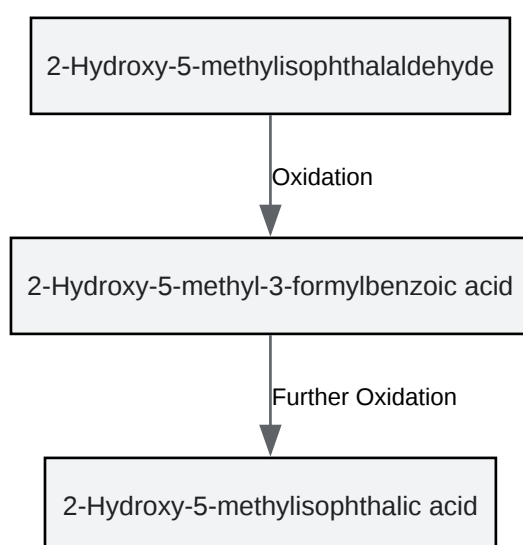 2-Hydroxy-5-methylisophthalaldehyde
Oxidation
2-Hydroxy-5-methyl-3-formylbenzoic acid
Further Oxidation
2-Hydroxy-5-methylisophthalic acid